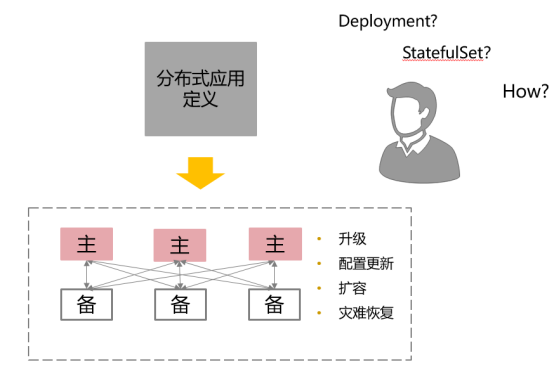 Deployment?
StatefulSet?
How?
分布式应用
定义
主 主 主
备 备 备
• 升级
• 配置更新
• 扩容
• 灾难恢复